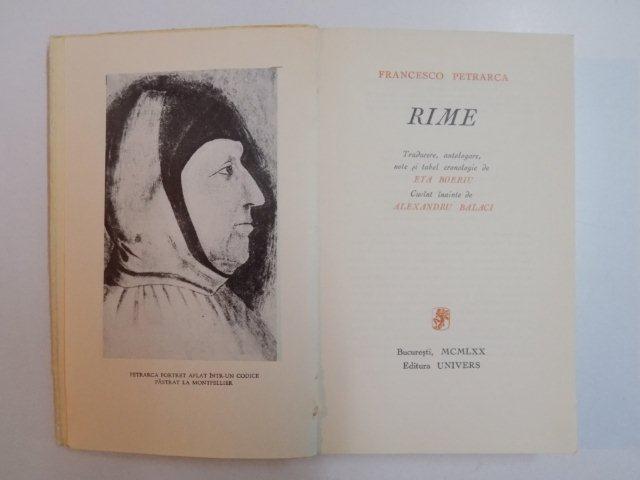 PETRARCA PORTRET AFLAT ÎNTR-UN CODICE
PĂSTRAT LA MONTPELLIER
FRANCESCO PETRARCA
RIME
Traducere, antologare,
note și tabel cronologic de
ETA BOERIU
Cuvînt înainte de
ALEXANDRU BALACI
București, MCMLXX
Editura UNIVERS